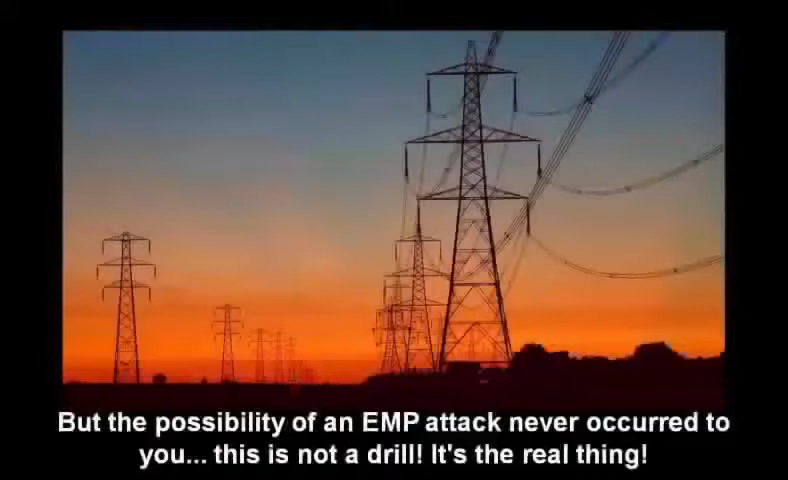 But the possibility of an EMP attack never occurred to
you... this is not a drill! It's the real thing!